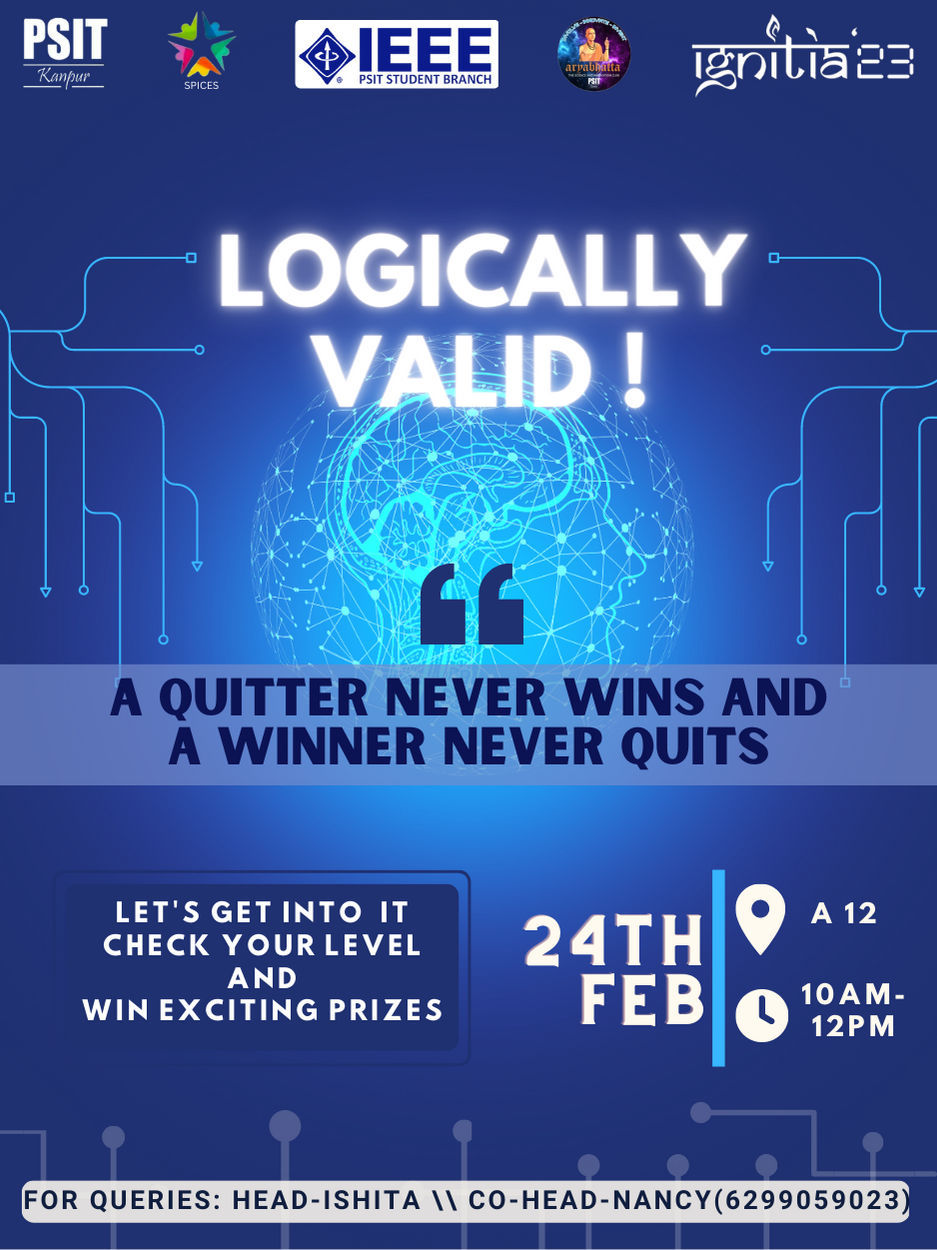 PSIT
Kanpur
SPICES
IEEE
PSIT STUDENT BRANCH
aryabhatta
PSIT
ignitia'23
LOGICALLY
VALID !
“
A QUITTER NEVER WINS AND
A WINNER NEVER QUITS
LET'S GET INTO IT
CHECK YOUR LEVEL
AND
WIN EXCITING PRIZES
24TH
FEB
A 12
10AM-
12PM
FOR QUERIES: HEAD-ISHITA \\ CO-HEAD-NANCY(6299059023)